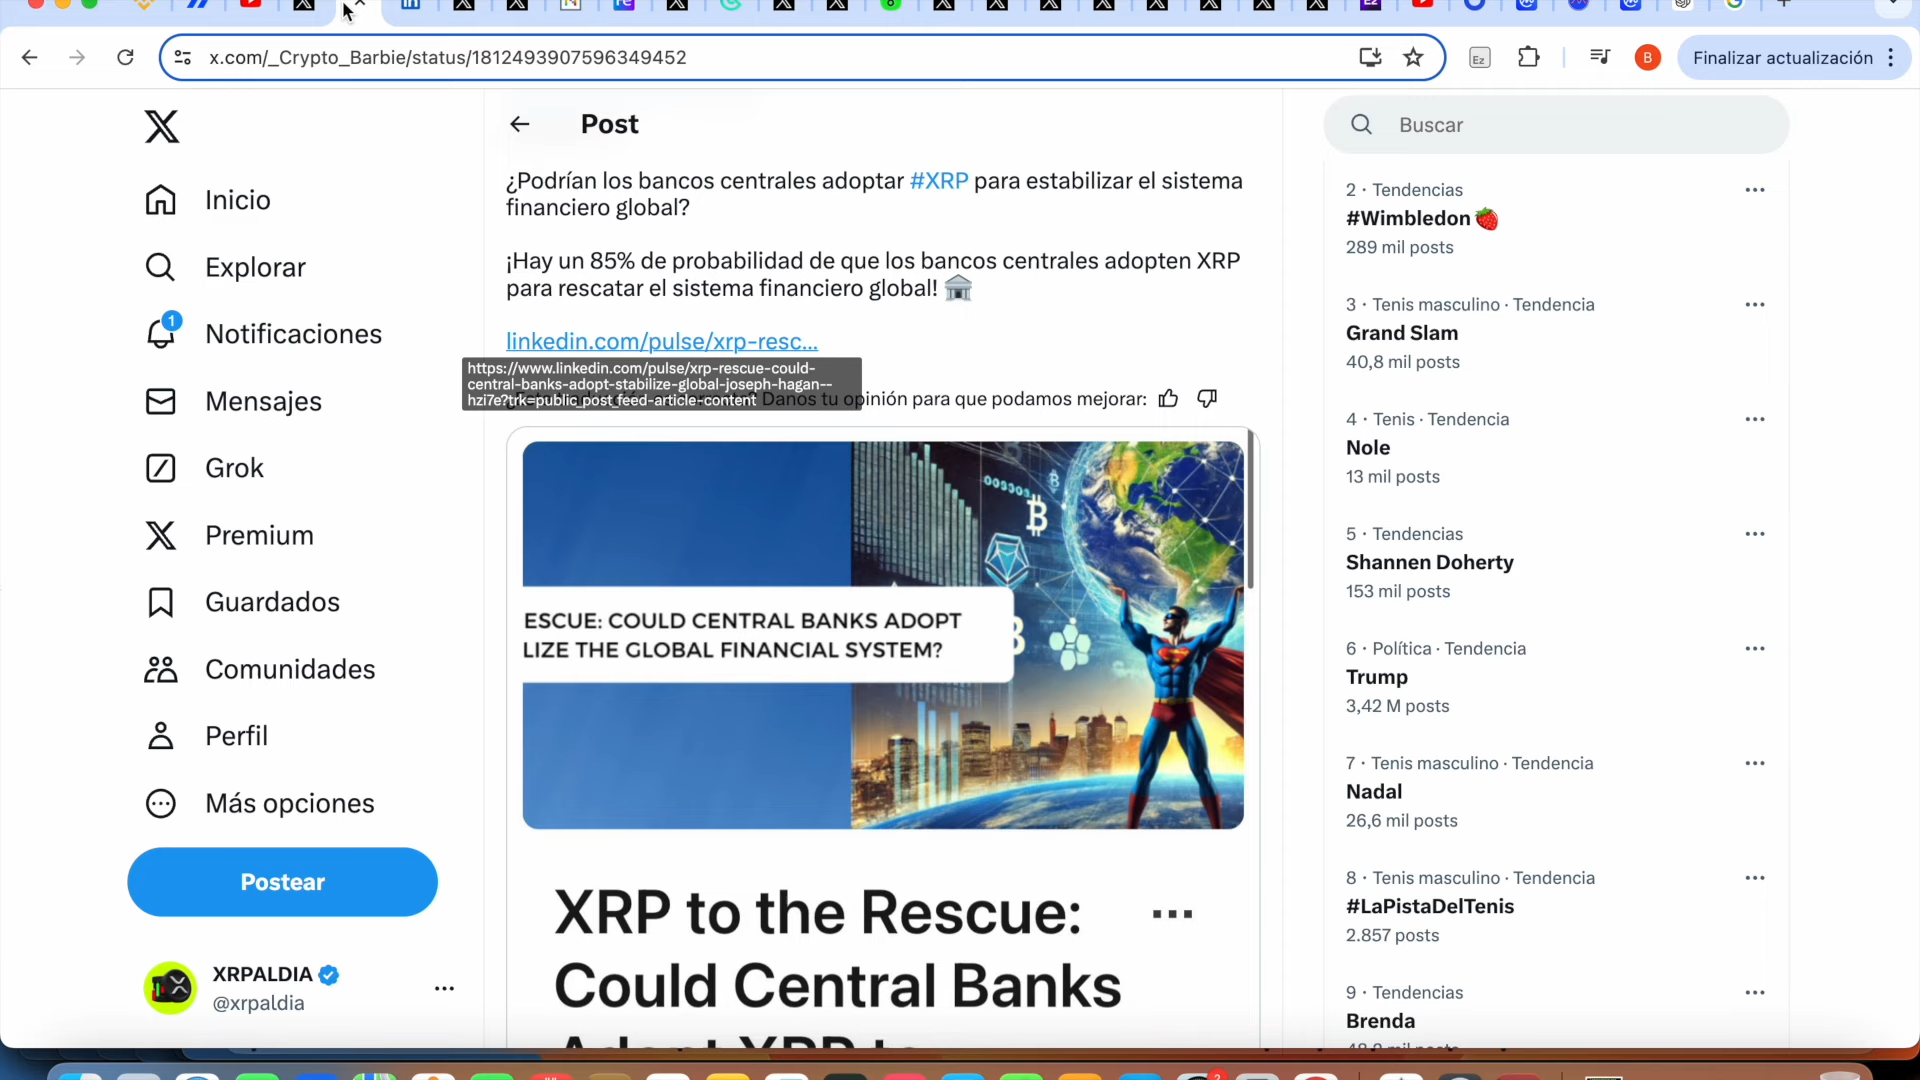 x.com/_Crypto_Barbie/status/1812493907596349452
Ez
B
Finalizar actualización
Inicio
Explorar
1
Notificaciones
Mensajes
Grok
Premium
Guardados
Comunidades
Perfil
Más opciones
Postear
XRPALDIA
@xrpaldia
Post
¿Podrían los bancos centrales adoptar #XRP para estabilizar el sistema
financiero global?
¡Hay un 85% de probabilidad de que los bancos centrales adopten XRP
para rescatar el sistema financiero global!
linkedin.com/pulse/xrp-resc...
https://www.linkedin.com/pulse/xrp-rescue-could-
central-banks-adopt-stabilize-global-joseph-hagan--
hzi7e?trk=public_post_feed-article-content
Danos tu opinión para que podamos mejorar:
ESCUE: COULD CENTRAL BANKS ADOPT
LIZE THE GLOBAL FINANCIAL SYSTEM?
XRP to the Rescue:
Could Central Banks
Adopt XRP to
Buscar
2 · Tendencias
#Wimbledon
289 mil posts
3 · Tenis masculino · Tendencia
Grand Slam
40,8 mil posts
4 · Tenis · Tendencia
Nole
13 mil posts
5 · Tendencias
Shannen Doherty
153 mil posts
6 · Política · Tendencia
Trump
3,42 M posts
7 · Tenis masculino · Tendencia
Nadal
26,6 mil posts
8 · Tenis masculino · Tendencia
#LaPistaDelTenis
2.857 posts
9 · Tendencias
Brenda